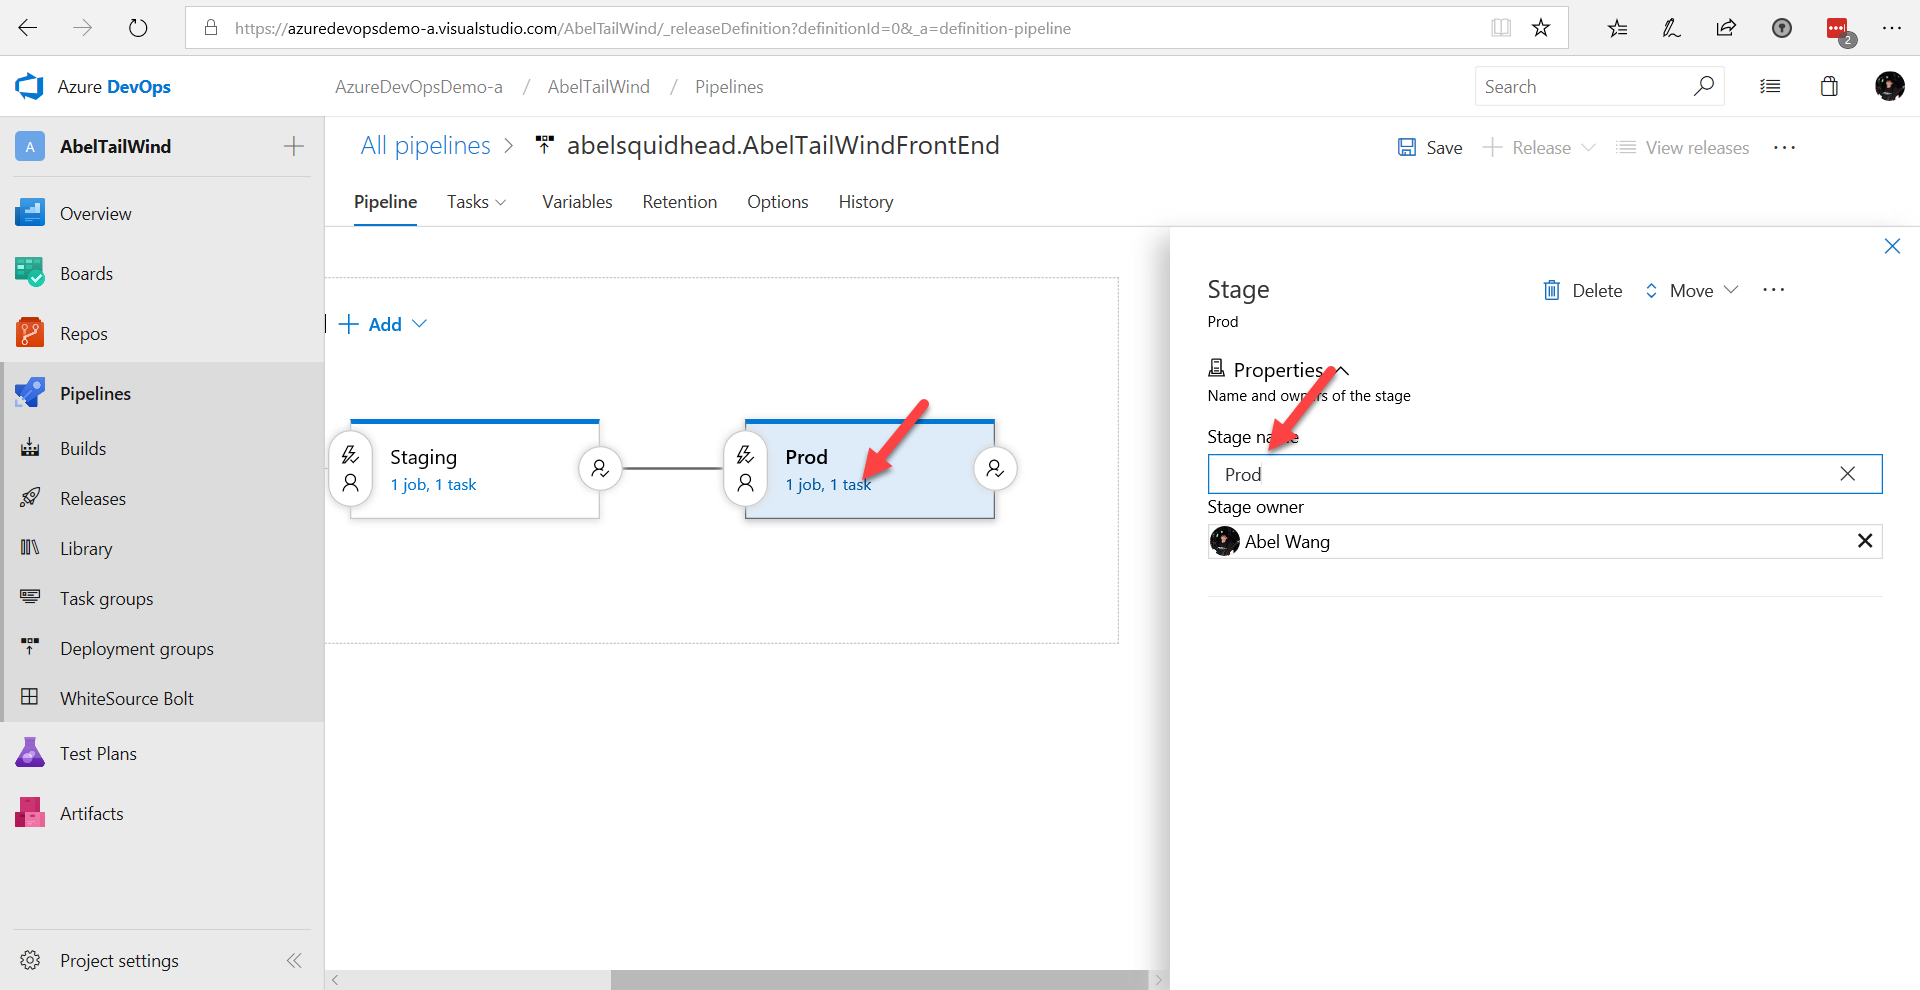 https://azuredevopsdemo-a.visualstudio.com/AbelTailWind/_releaseDefinition?definitionId=0&_a=definition-pipeline
2
Azure DevOps
AzureDevOpsDemo-a / AbelTailWind / Pipelines
Search
A AbelTailWind
All pipelines > abelsquidhead.AbelTailWindFrontEnd
Save
Release
View releases
Pipeline
Tasks
Variables
Retention
Options
History
Overview
Boards
Repos
Pipelines
Builds
Releases
Library
Task groups
Deployment groups
WhiteSource Bolt
Test Plans
Artifacts
Project settings
Add
Staging
1 job, 1 task
Prod
1 job, 1 task
Stage
Delete
Move
Prod
Properties
Name and owners of the stage
Stage name
Prod
Stage owner
Abel Wang